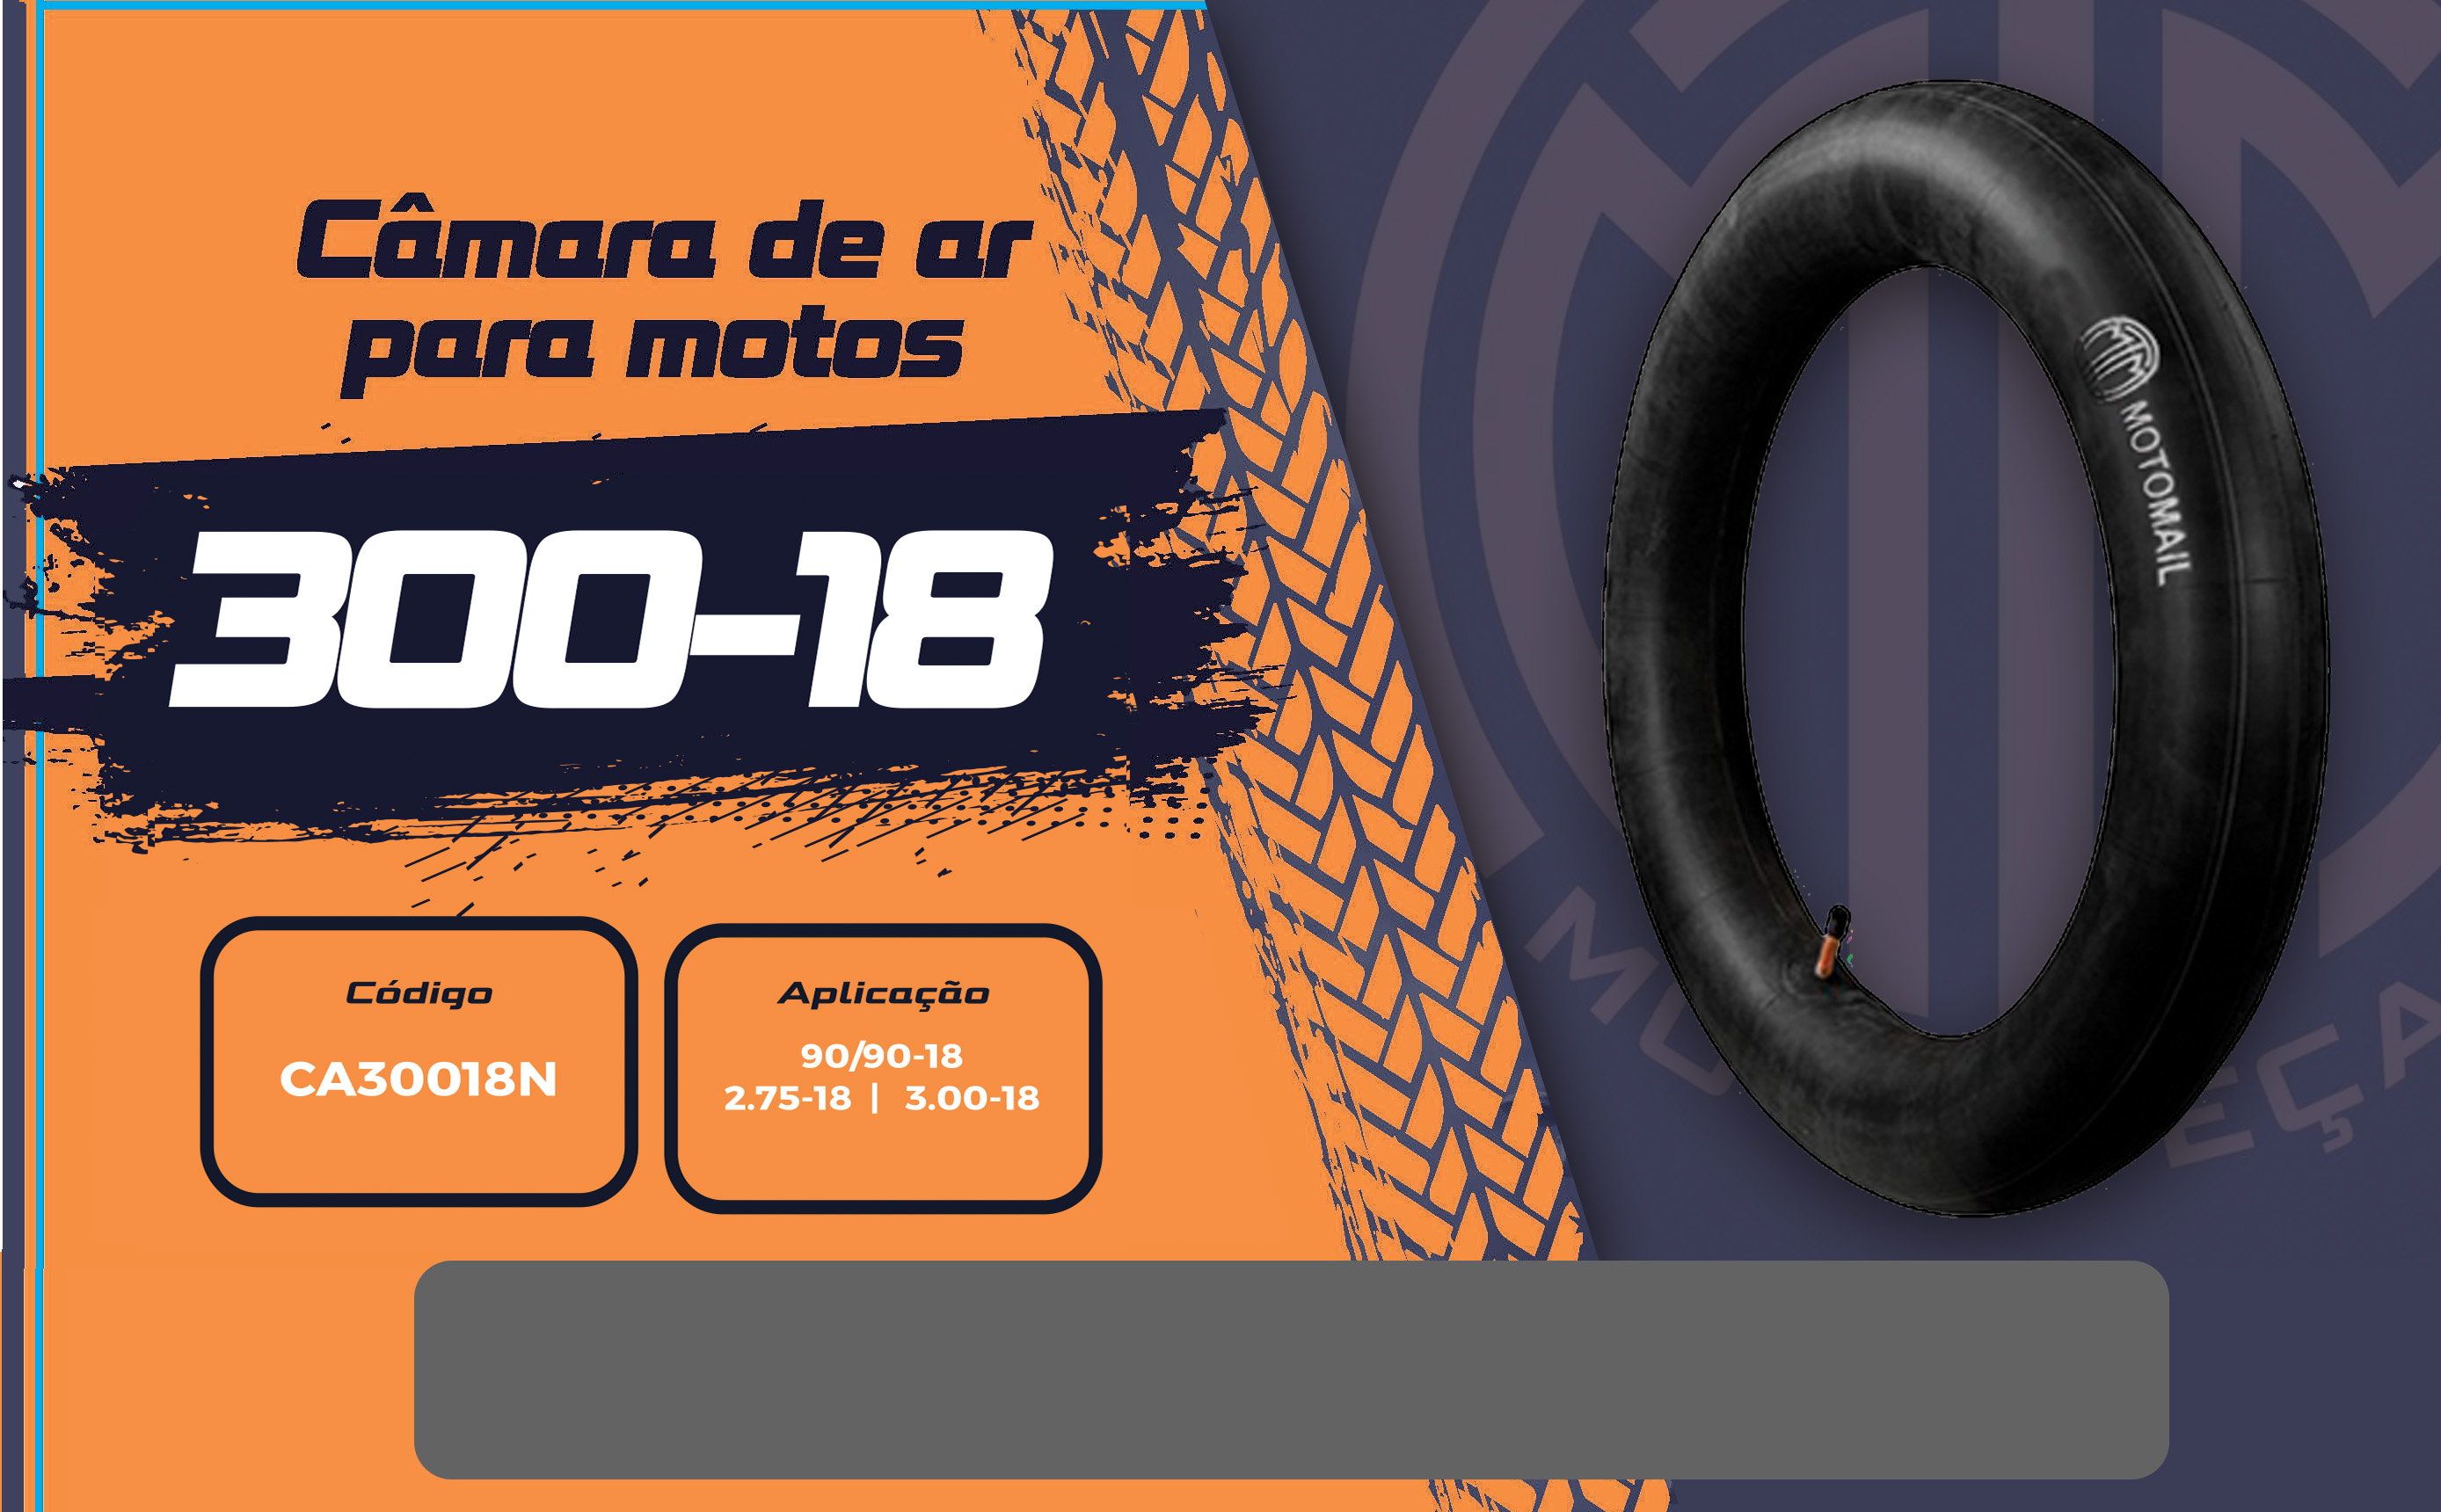 Câmara de ar
para motos
300-18
Código
CA30018N
Aplicação
90/90-18
2.75-18 | 3.00-18
MOTOMAIL